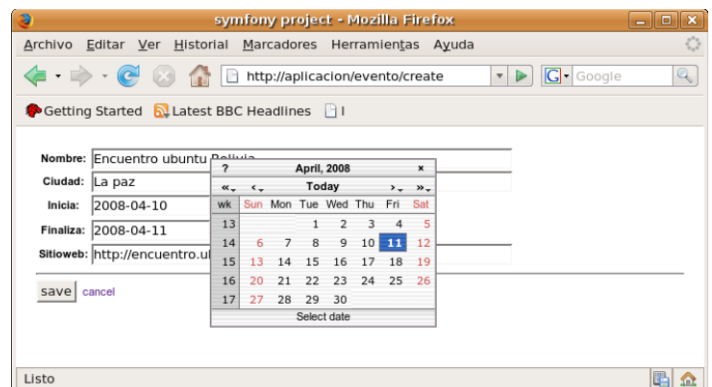 symfony project - Mozilla Firefox
Archivo Editar Ver Historial Marcadores Herramientas Ayuda
http://aplicacion/evento/create
G Google
Getting Started Latest BBC Headlines
Nombre: Encuentro ubuntu Bolivia
Ciudad: La paz
Inicia: 2008-04-10
Finaliza: 2008-04-11
Sitioweb: http://encuentro.u
save cancel
? April, 2008 ×
« ‹ Today › »
wk Sun Mon Tue Wed Thu Fri Sat
13 1 2 3 4 5
14 6 7 8 9 10 11 12
15 13 14 15 16 17 18 19
16 20 21 22 23 24 25 26
17 27 28 29 30
Select date
Listo